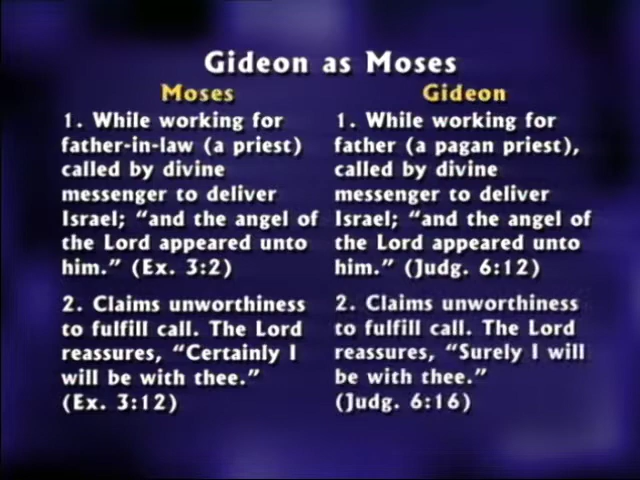 Gideon as Moses
Moses
1. While working for
father-in-law (a priest)
called by divine
messenger to deliver
Israel; “and the angel of
the Lord appeared unto
him.” (Ex. 3:2)
2. Claims unworthiness
to fulfill call. The Lord
reassures, “Certainly I
will be with thee.”
(Ex. 3:12)
Gideon
1. While working for
father (a pagan priest),
called by divine
messenger to deliver
Israel; “and the angel of
the Lord appeared unto
him.” (Judg. 6:12)
2. Claims unworthiness
to fulfill call. The Lord
reassures, “Surely I will
be with thee.”
(Judg. 6:16)